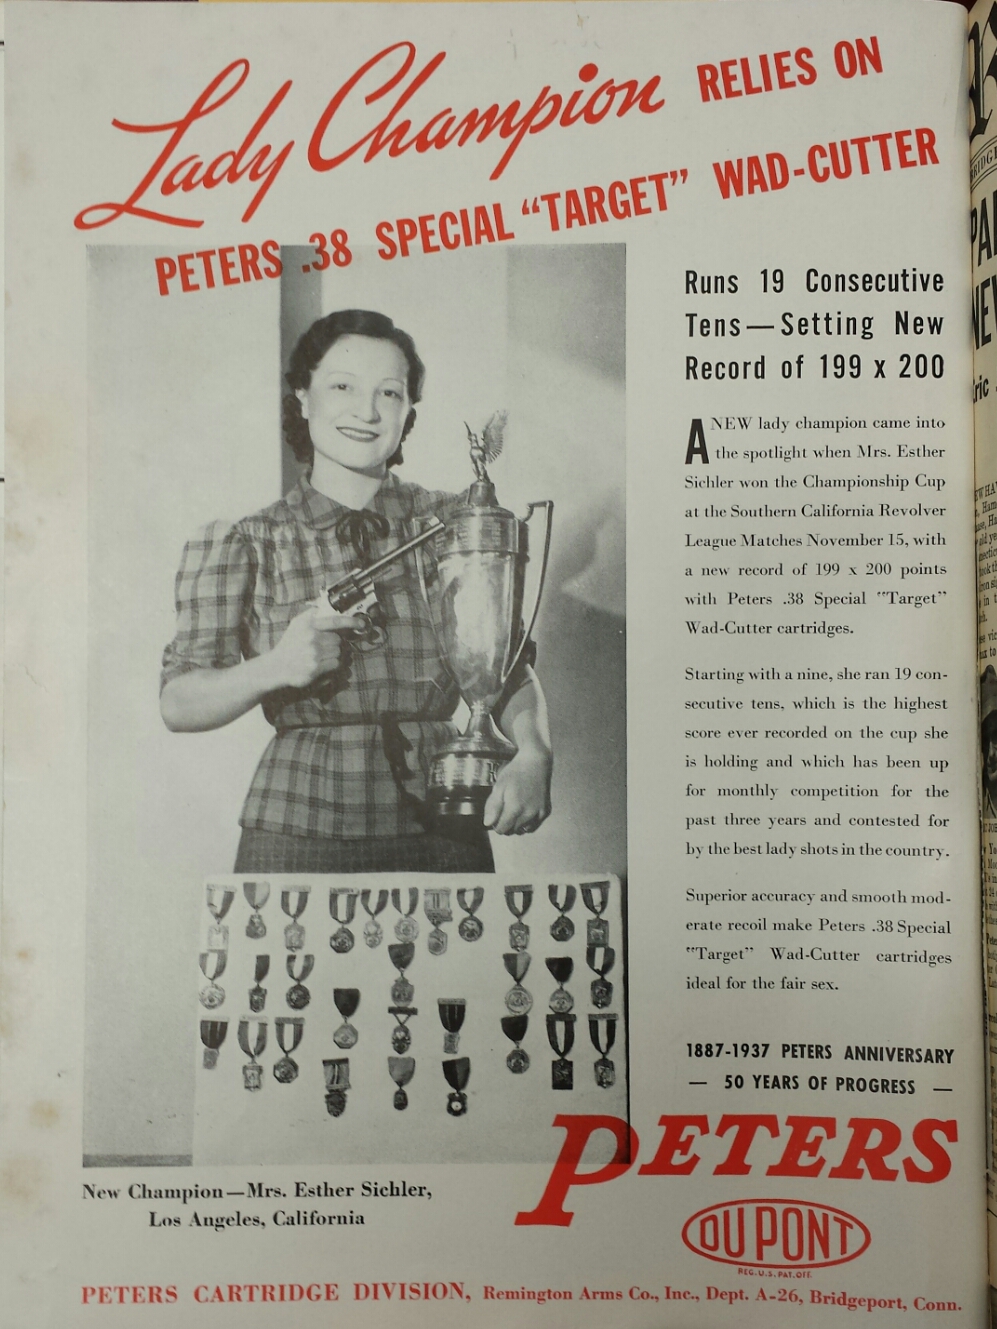 Lady Champion RELIES ON
PETERS .38 SPECIAL “TARGET” WAD-CUTTER
Runs 19 Consecutive
Tens—Setting New
Record of 199 x 200
A NEW lady champion came into
the spotlight when Mrs. Esther
Sichler won the Championship Cup
at the Southern California Revolver
League Matches November 15, with
a new record of 199 x 200 points
with Peters .38 Special “Target”
Wad-Cutter cartridges.
Starting with a nine, she ran 19 con-
secutive tens, which is the highest
score ever recorded on the cup she
is holding and which has been up
for monthly competition for the
past three years and contested for
by the best lady shots in the country.
Superior accuracy and smooth mod-
erate recoil make Peters .38 Special
“Target” Wad-Cutter cartridges
ideal for the fair sex.
1887-1937 PETERS ANNIVERSARY
— 50 YEARS OF PROGRESS —
PETERS
DU PONT
REG. U.S. PAT. OFF.
New Champion—Mrs. Esther Sichler,
Los Angeles, California
PETERS CARTRIDGE DIVISION, Remington Arms Co., Inc., Dept. A-26, Bridgeport, Conn.